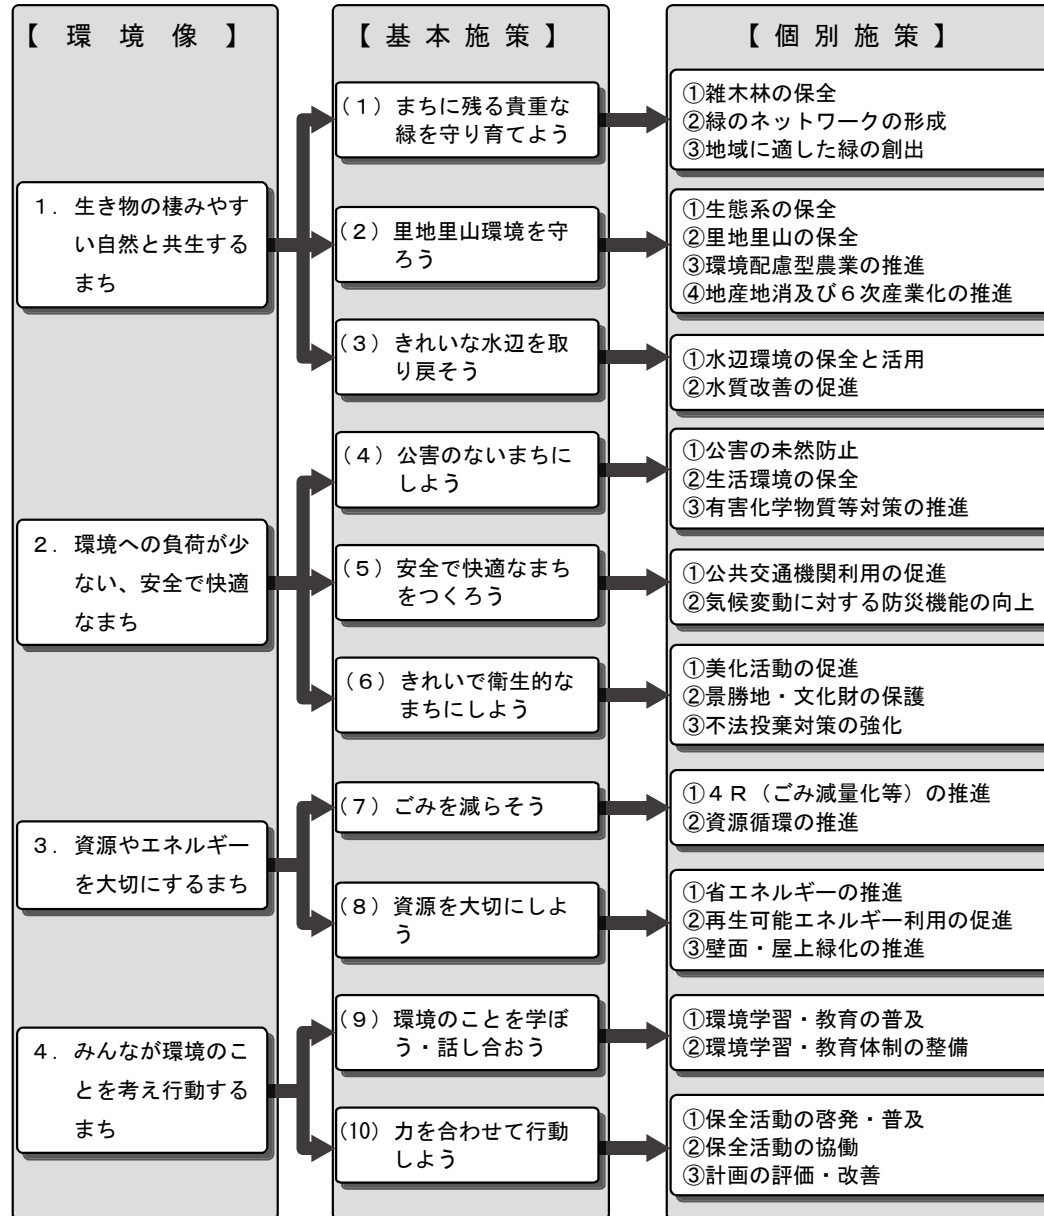 【 環 境 像 】
【 基 本 施 策 】
【 個 別 施 策 】
1. 生き物の棲みやす
い自然と共生する
まち
(1) まちに残る貴重な
緑を守り育てよう
①雑木林の保全
②緑のネットワークの形成
③地域に適した緑の創出
(2) 里地里山環境を守
ろう
①生態系の保全
②里地里山の保全
③環境配慮型農業の推進
④地産地消及び6次産業化の推進
(3) きれいな水辺を取
り戻そう
①水辺環境の保全と活用
②水質改善の促進
2. 環境への負荷が少
ない、安全で快適
なまち
(4) 公害のないまちに
しよう
①公害の未然防止
②生活環境の保全
③有害化学物質等対策の推進
(5) 安全で快適なまち
をつくろう
①公共交通機関利用の促進
②気候変動に対する防災機能の向上
(6) きれいで衛生的な
まちにしよう
①美化活動の促進
②景勝地・文化財の保護
③不法投棄対策の強化
3. 資源やエネルギー
を大切にするまち
(7) ごみを減らそう
①4R(ごみ減量化等)の推進
②資源循環の推進
(8) 資源を大切にしよ
う
①省エネルギーの推進
②再生可能エネルギー利用の促進
③壁面・屋上緑化の推進
4. みんなが環境のこ
とを考え行動する
まち
(9) 環境のことを学ぼ
う・話し合おう
①環境学習・教育の普及
②環境学習・教育体制の整備
(10) 力を合わせて行動
しよう
①保全活動の啓発・普及
②保全活動の協働
③計画の評価・改善